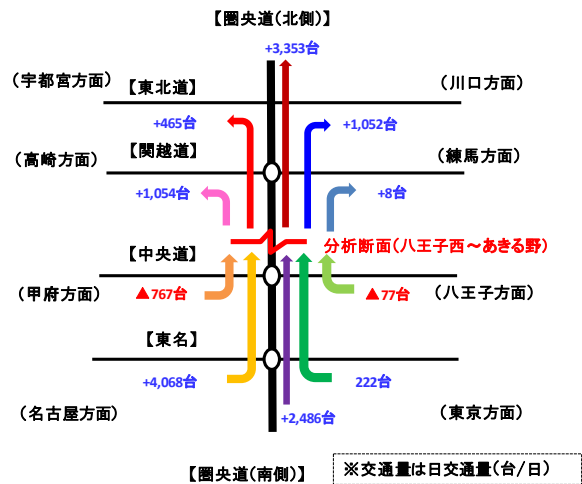 【圏央道(北側)】
+3,353台
(宇都宮方面)
【東北道】
(川口方面)
+465台
+1,052台
(高崎方面)
【関越道】
(練馬方面)
+1,054台
+8台
分析断面(八王子西～あきる野)
【中央道】
(甲府方面)
▲767台
▲77台
(八王子方面)
【東名】
+4,068台
222台
(名古屋方面)
+2,486台
(東京方面)
【圏央道(南側)】
※交通量は日交通量(台/日)